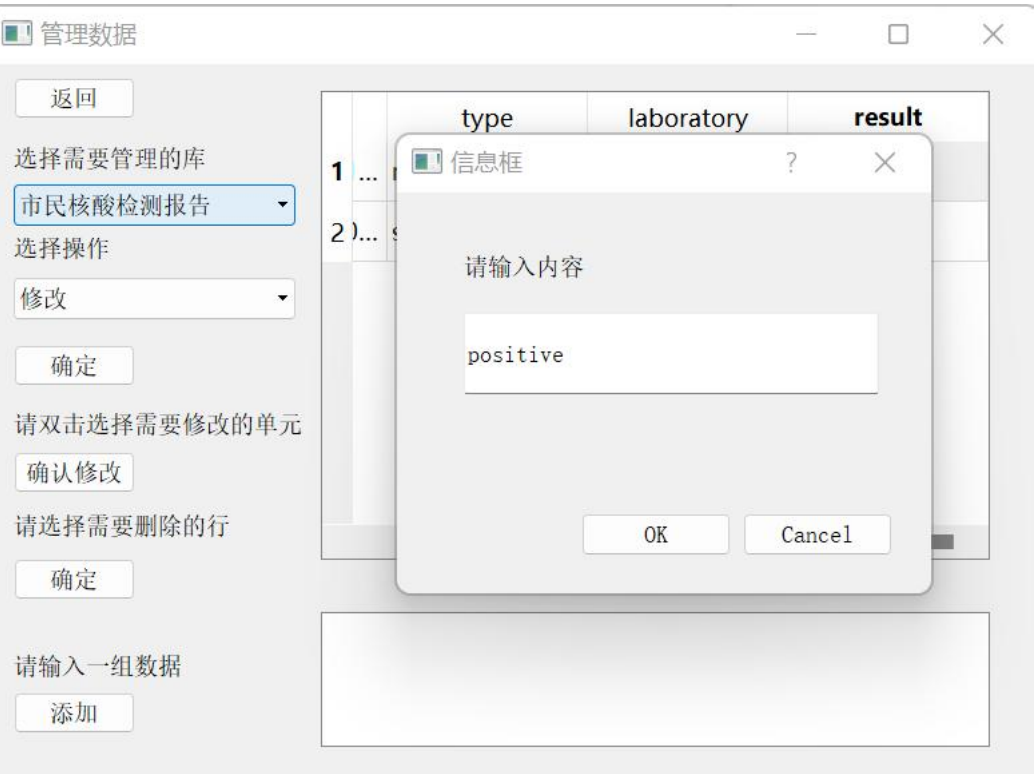 管理数据
返回
选择需要管理的库
市民核酸检测报告
选择操作
修改
确定
请双击选择需要修改的单元
确认修改
请选择需要删除的行
确定
请输入一组数据
添加
type laboratory result
1 ...
2 ...
信息框 ?
请输入内容
positive
OK Cancel